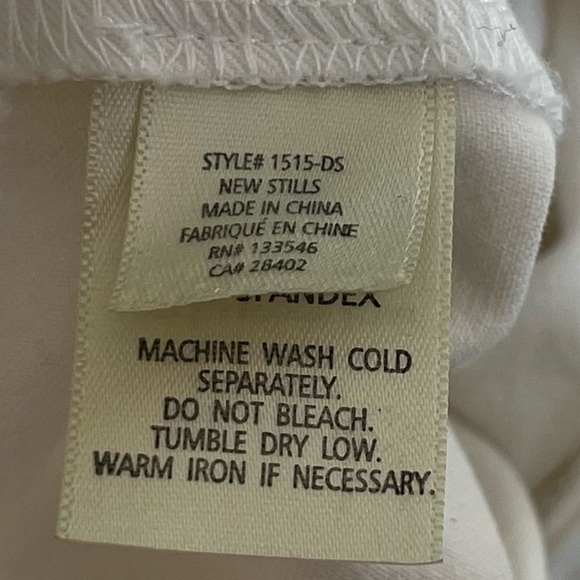 STYLE# 1515-DS
NEW STILLS
MADE IN CHINA
FABRIQUÉ EN CHINE
RN# 133546
CA# 28402
SPANDEX
MACHINE WASH COLD
SEPARATELY.
DO NOT BLEACH.
TUMBLE DRY LOW.
WARM IRON IF NECESSARY.